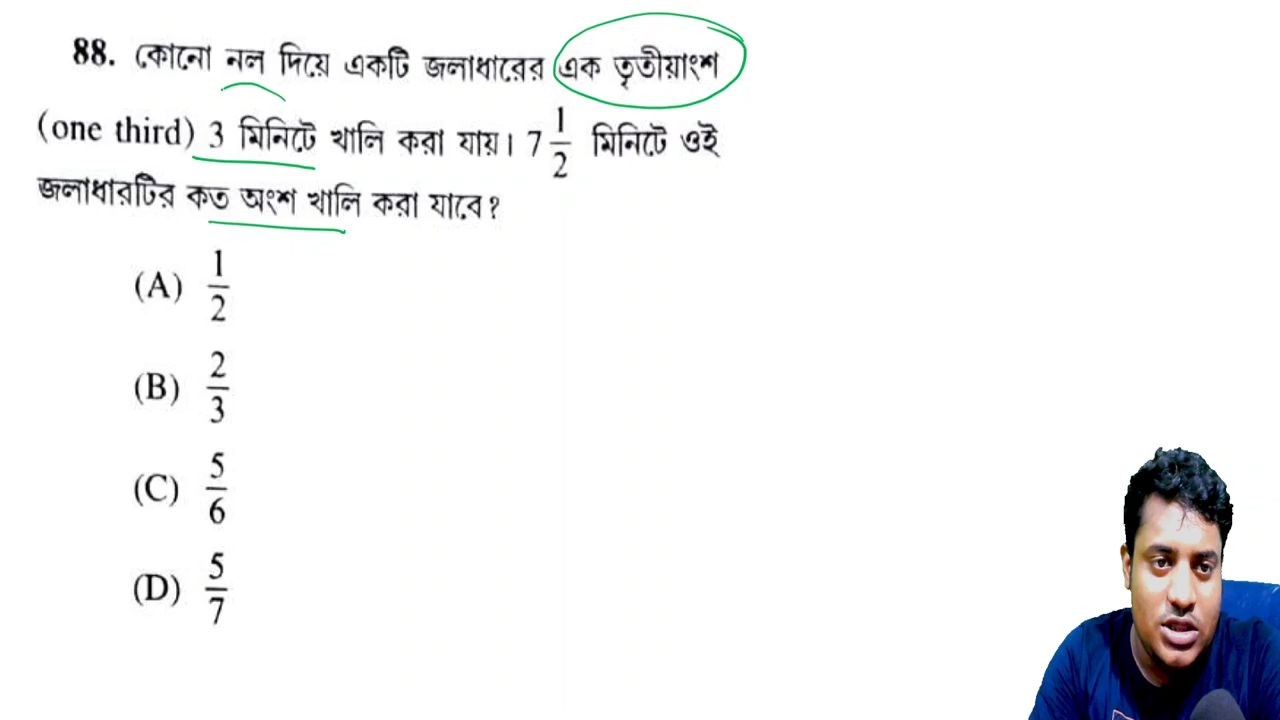 88. কোনো নল দিয়ে একটি জলাধারের এক তৃতীয়াংশ
(one third) 3 মিনিটে খালি করা যায়। 7 1/2 মিনিটে ওই
জলাধারটির কত অংশ খালি করা যাবে?
(A) 1/2
(B) 2/3
(C) 5/6
(D) 5/7